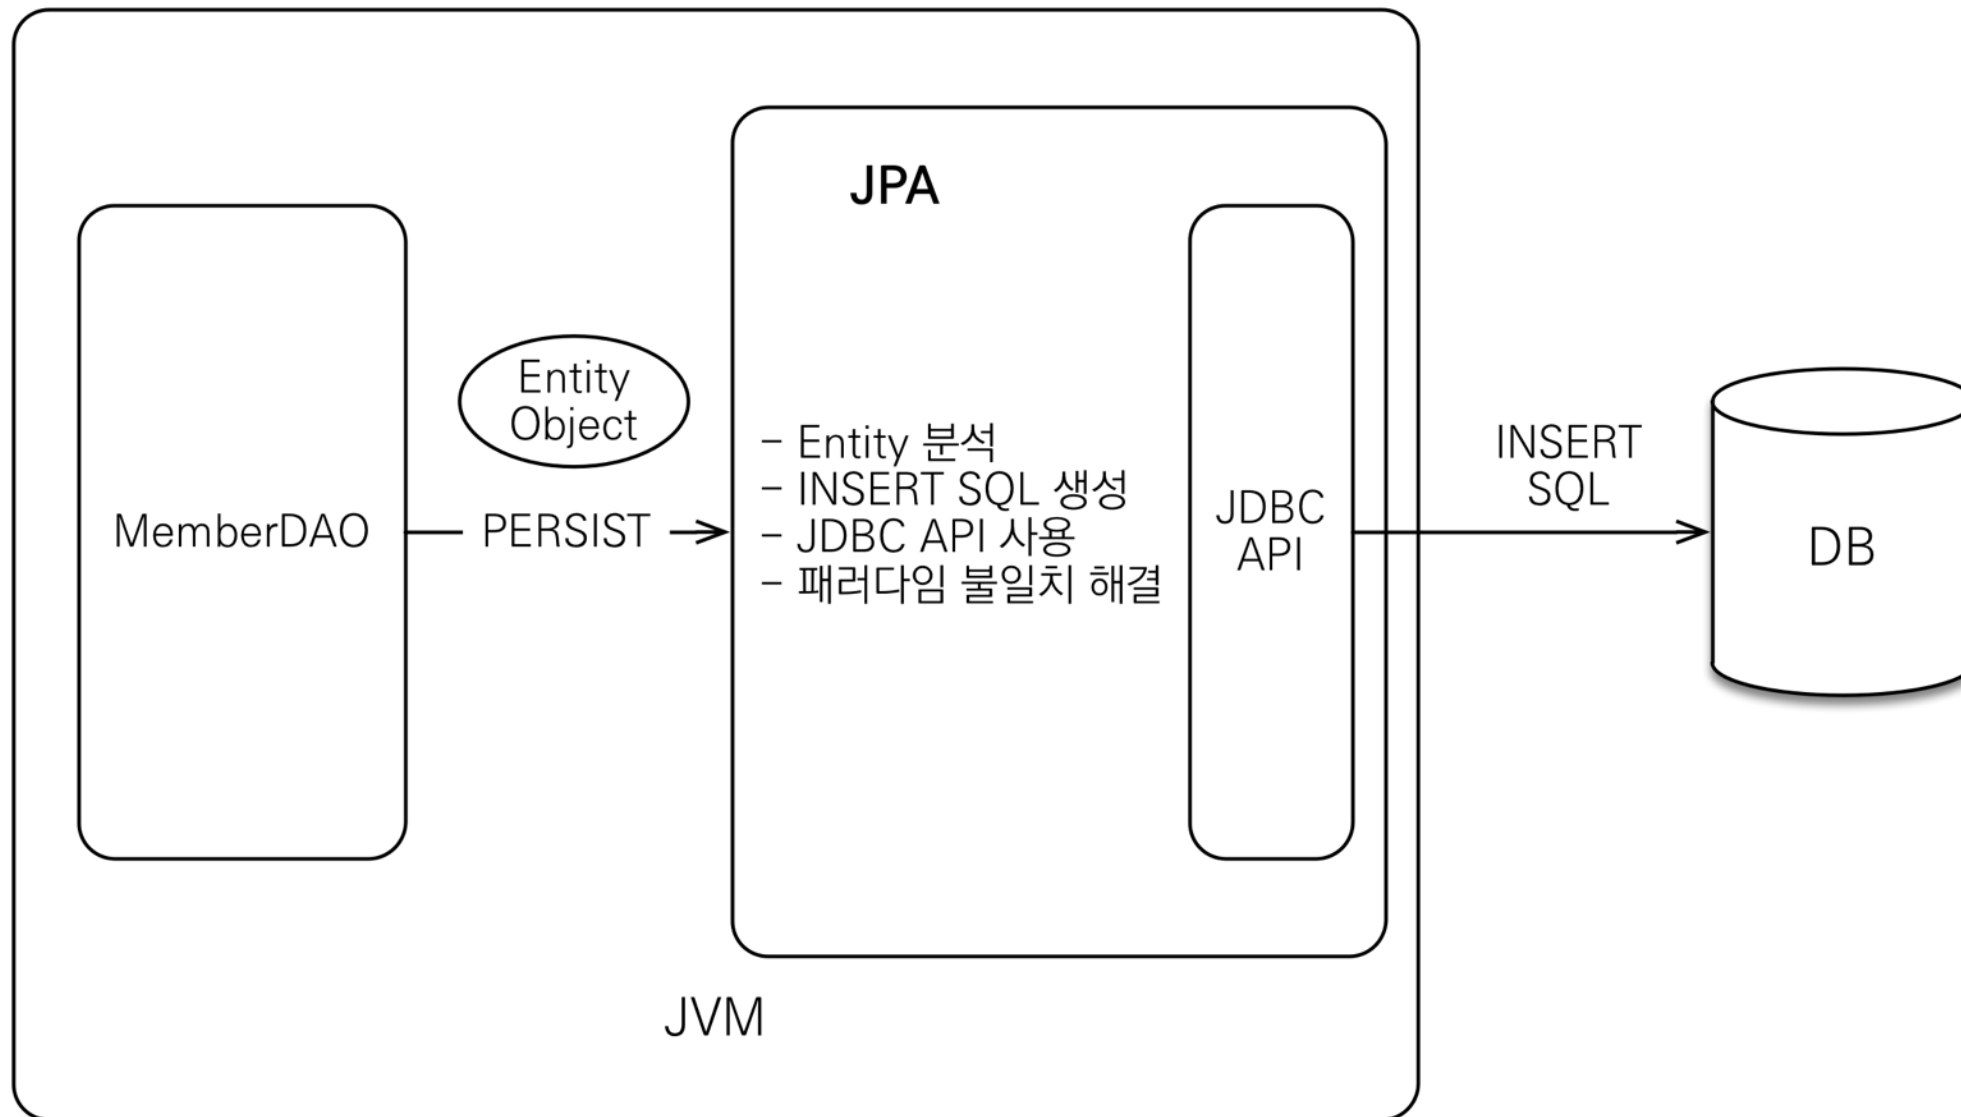 JPA
Entity
Object
MemberDAO
PERSIST
- Entity 분석
- INSERT SQL 생성
- JDBC API 사용
- 패러다임 불일치 해결
JDBC
API
INSERT
SQL
DB
JVM